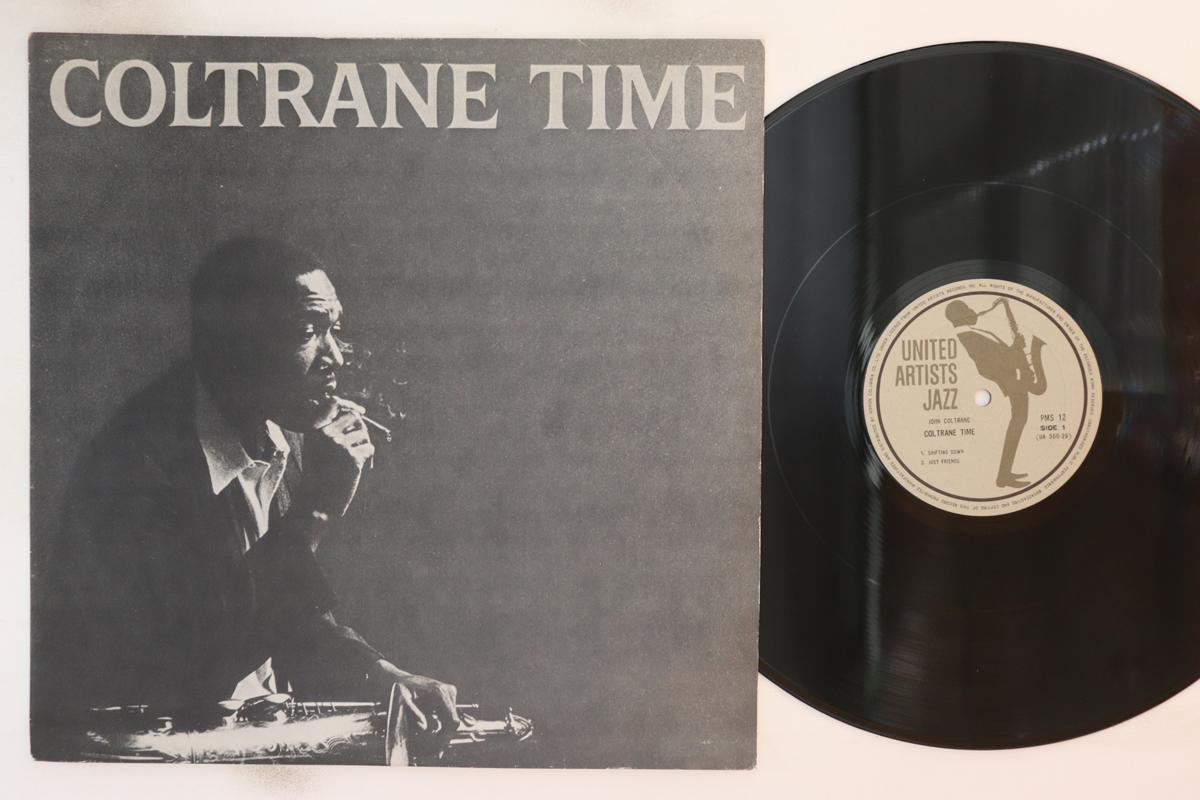 COLTRANE TIME
UNITED
ARTISTS
JAZZ
JOHN COLTRANE
COLTRANE TIME
1. SHIFTING DOWN
2. JUST FRIENDS
PMS 12
SIDE 1